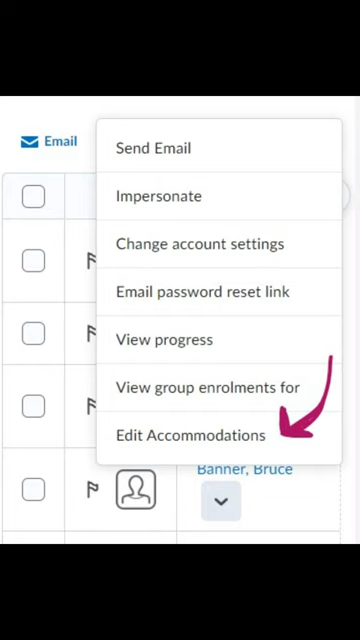 Email
Send Email
Impersonate
Change account settings
Email password reset link
View progress
View group enrolments for
Edit Accommodations
Banner, Bruce